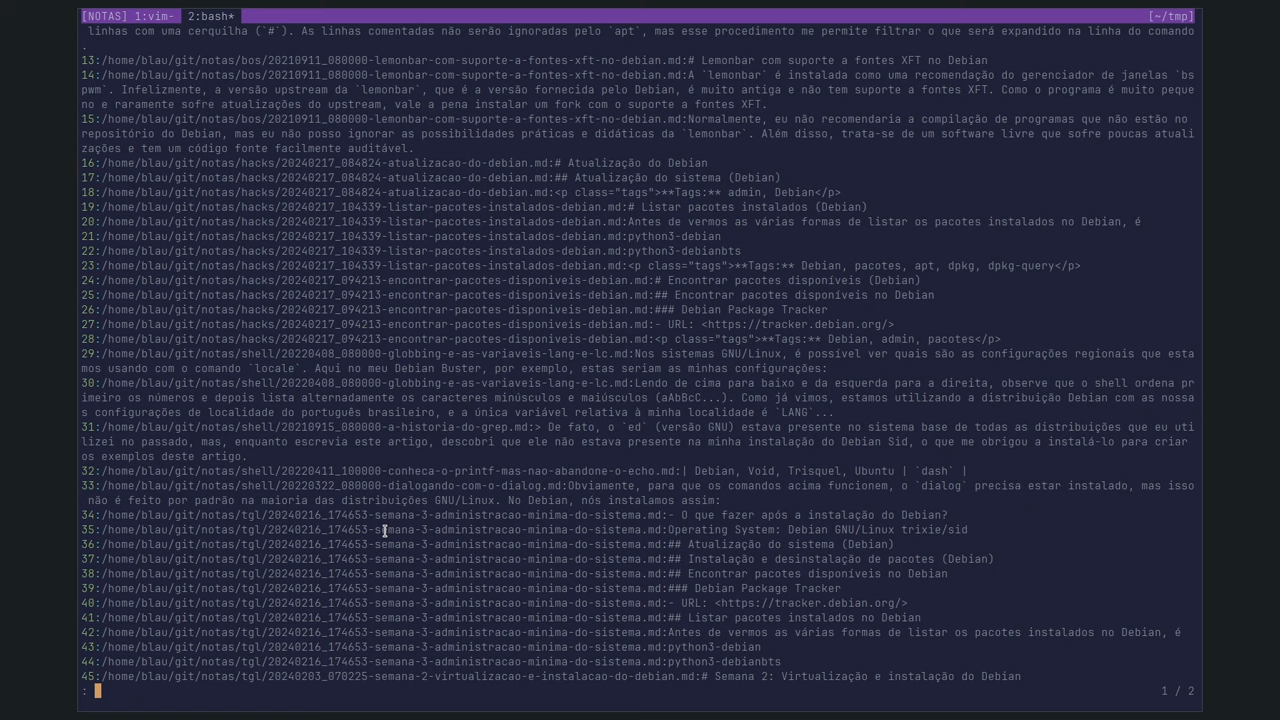 [NOTAS] 1:vim- 2:bash* [~/tmp]
linhas com uma cerquilha (`#`). As linhas comentadas não serão ignoradas pelo `apt`, mas esse procedimento me permite filtrar o que será expandido na linha do comando
.
13:/home/blau/git/notas/bos/20210911_080000-lemonbar-com-suporte-a-fontes-xft-no-debian.md:# Lemonbar com suporte a fontes XFT no Debian
14:/home/blau/git/notas/bos/20210911_080000-lemonbar-com-suporte-a-fontes-xft-no-debian.md:A `lemonbar` é instalada como uma recomendação do gerenciador de janelas `bs
pwm`. Infelizmente, a versão upstream da `lemonbar`, que é a versão fornecida pelo Debian, é muito antiga e não tem suporte a fontes XFT. Como o programa é muito peque
no e raramente sofre atualizações do upstream, vale a pena instalar um fork com o suporte a fontes XFT.
15:/home/blau/git/notas/bos/20210911_080000-lemonbar-com-suporte-a-fontes-xft-no-debian.md:Normalmente, eu não recomendaria a compilação de programas que não estão no
repositório do Debian, mas eu não posso ignorar as possibilidades práticas e didáticas da `lemonbar`. Além disso, trata-se de um software livre que sofre poucas atuali
zações e tem um código fonte facilmente auditável.
16:/home/blau/git/notas/hacks/20240217_084824-atualizacao-do-debian.md:# Atualização do Debian
17:/home/blau/git/notas/hacks/20240217_084824-atualizacao-do-debian.md:## Atualização do sistema (Debian)
18:/home/blau/git/notas/hacks/20240217_084824-atualizacao-do-debian.md:<p class="tags">**Tags:** admin, Debian</p>
19:/home/blau/git/notas/hacks/20240217_104339-listar-pacotes-instalados-debian.md:# Listar pacotes instalados (Debian)
20:/home/blau/git/notas/hacks/20240217_104339-listar-pacotes-instalados-debian.md:Antes de vermos as várias formas de listar os pacotes instalados no Debian, é
21:/home/blau/git/notas/hacks/20240217_104339-listar-pacotes-instalados-debian.md:python3-debian
22:/home/blau/git/notas/hacks/20240217_104339-listar-pacotes-instalados-debian.md:python3-debianbts
23:/home/blau/git/notas/hacks/20240217_104339-listar-pacotes-instalados-debian.md:<p class="tags">**Tags:** Debian, pacotes, apt, dpkg, dpkg-query</p>
24:/home/blau/git/notas/hacks/20240217_094213-encontrar-pacotes-disponiveis-debian.md:# Encontrar pacotes disponíveis (Debian)
25:/home/blau/git/notas/hacks/20240217_094213-encontrar-pacotes-disponiveis-debian.md:## Encontrar pacotes disponíveis no Debian
26:/home/blau/git/notas/hacks/20240217_094213-encontrar-pacotes-disponiveis-debian.md:### Debian Package Tracker
27:/home/blau/git/notas/hacks/20240217_094213-encontrar-pacotes-disponiveis-debian.md:- URL: <https://tracker.debian.org/>
28:/home/blau/git/notas/hacks/20240217_094213-encontrar-pacotes-disponiveis-debian.md:<p class="tags">**Tags:** Debian, admin, pacotes</p>
29:/home/blau/git/notas/shell/20220408_080000-globbing-e-as-variaveis-lang-e-lc.md:Nos sistemas GNU/Linux, é possível ver quais são as configurações regionais que esta
mos usando com o comando `locale`. Aqui no meu Debian Buster, por exemplo, estas seriam as minhas configurações:
30:/home/blau/git/notas/shell/20220408_080000-globbing-e-as-variaveis-lang-e-lc.md:Lendo de cima para baixo e da esquerda para a direita, observe que o shell ordena pr
imeiro os números e depois lista alternadamente os caracteres minúsculos e maiúsculos (aAbBcC...). Como já vimos, estamos utilizando a distribuição Debian com as nossa
s configurações de localidade do português brasileiro, e a única variável relativa à minha localidade é `LANG`...
31:/home/blau/git/notas/shell/20210915_080000-a-historia-do-grep.md:> De fato, o `ed` (versão GNU) estava presente no sistema base de todas as distribuições que eu uti
lizei no passado, mas, enquanto escrevia este artigo, descobri que ele não estava presente na minha instalação do Debian Sid, o que me obrigou a instalá-lo para criar
os exemplos deste artigo.
32:/home/blau/git/notas/shell/20220411_100000-conheca-o-printf-mas-nao-abandone-o-echo.md:| Debian, Void, Trisquel, Ubuntu | `dash` |
33:/home/blau/git/notas/shell/20220322_080000-dialogando-com-o-dialog.md:Obviamente, para que os comandos acima funcionem, o `dialog` precisa estar instalado, mas isso
não é feito por padrão na maioria das distribuições GNU/Linux. No Debian, nós instalamos assim:
34:/home/blau/git/notas/tgl/20240216_174653-semana-3-administracao-minima-do-sistema.md:- O que fazer após a instalação do Debian?
35:/home/blau/git/notas/tgl/20240216_174653-semana-3-administracao-minima-do-sistema.md:Operating System: Debian GNU/Linux trixie/sid
36:/home/blau/git/notas/tgl/20240216_174653-semana-3-administracao-minima-do-sistema.md:## Atualização do sistema (Debian)
37:/home/blau/git/notas/tgl/20240216_174653-semana-3-administracao-minima-do-sistema.md:## Instalação e desinstalação de pacotes (Debian)
38:/home/blau/git/notas/tgl/20240216_174653-semana-3-administracao-minima-do-sistema.md:## Encontrar pacotes disponíveis no Debian
39:/home/blau/git/notas/tgl/20240216_174653-semana-3-administracao-minima-do-sistema.md:### Debian Package Tracker
40:/home/blau/git/notas/tgl/20240216_174653-semana-3-administracao-minima-do-sistema.md:- URL: <https://tracker.debian.org/>
41:/home/blau/git/notas/tgl/20240216_174653-semana-3-administracao-minima-do-sistema.md:## Listar pacotes instalados no Debian
42:/home/blau/git/notas/tgl/20240216_174653-semana-3-administracao-minima-do-sistema.md:Antes de vermos as várias formas de listar os pacotes instalados no Debian, é
43:/home/blau/git/notas/tgl/20240216_174653-semana-3-administracao-minima-do-sistema.md:python3-debian
44:/home/blau/git/notas/tgl/20240216_174653-semana-3-administracao-minima-do-sistema.md:python3-debianbts
45:/home/blau/git/notas/tgl/20240203_070225-semana-2-virtualizacao-e-instalacao-do-debian.md:# Semana 2: Virtualização e instalação do Debian
: 1 / 2